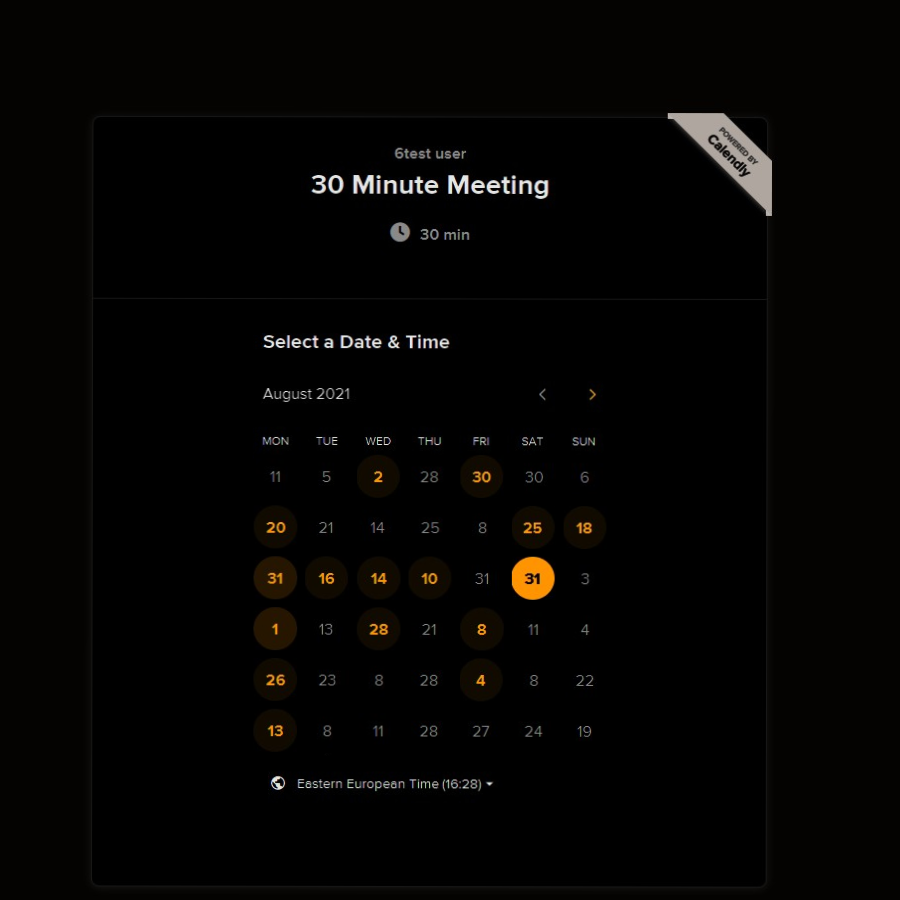 POWERED BY
Calendly
6test user
30 Minute Meeting
30 min
Select a Date & Time
August 2021
MON TUE WED THU FRI SAT SUN
11 5 2 28 30 30 6
20 21 14 25 8 25 18
31 16 14 10 31 31 3
1 13 28 21 8 11 4
26 23 8 28 4 8 22
13 8 11 28 27 24 19
Eastern European Time (16:28)